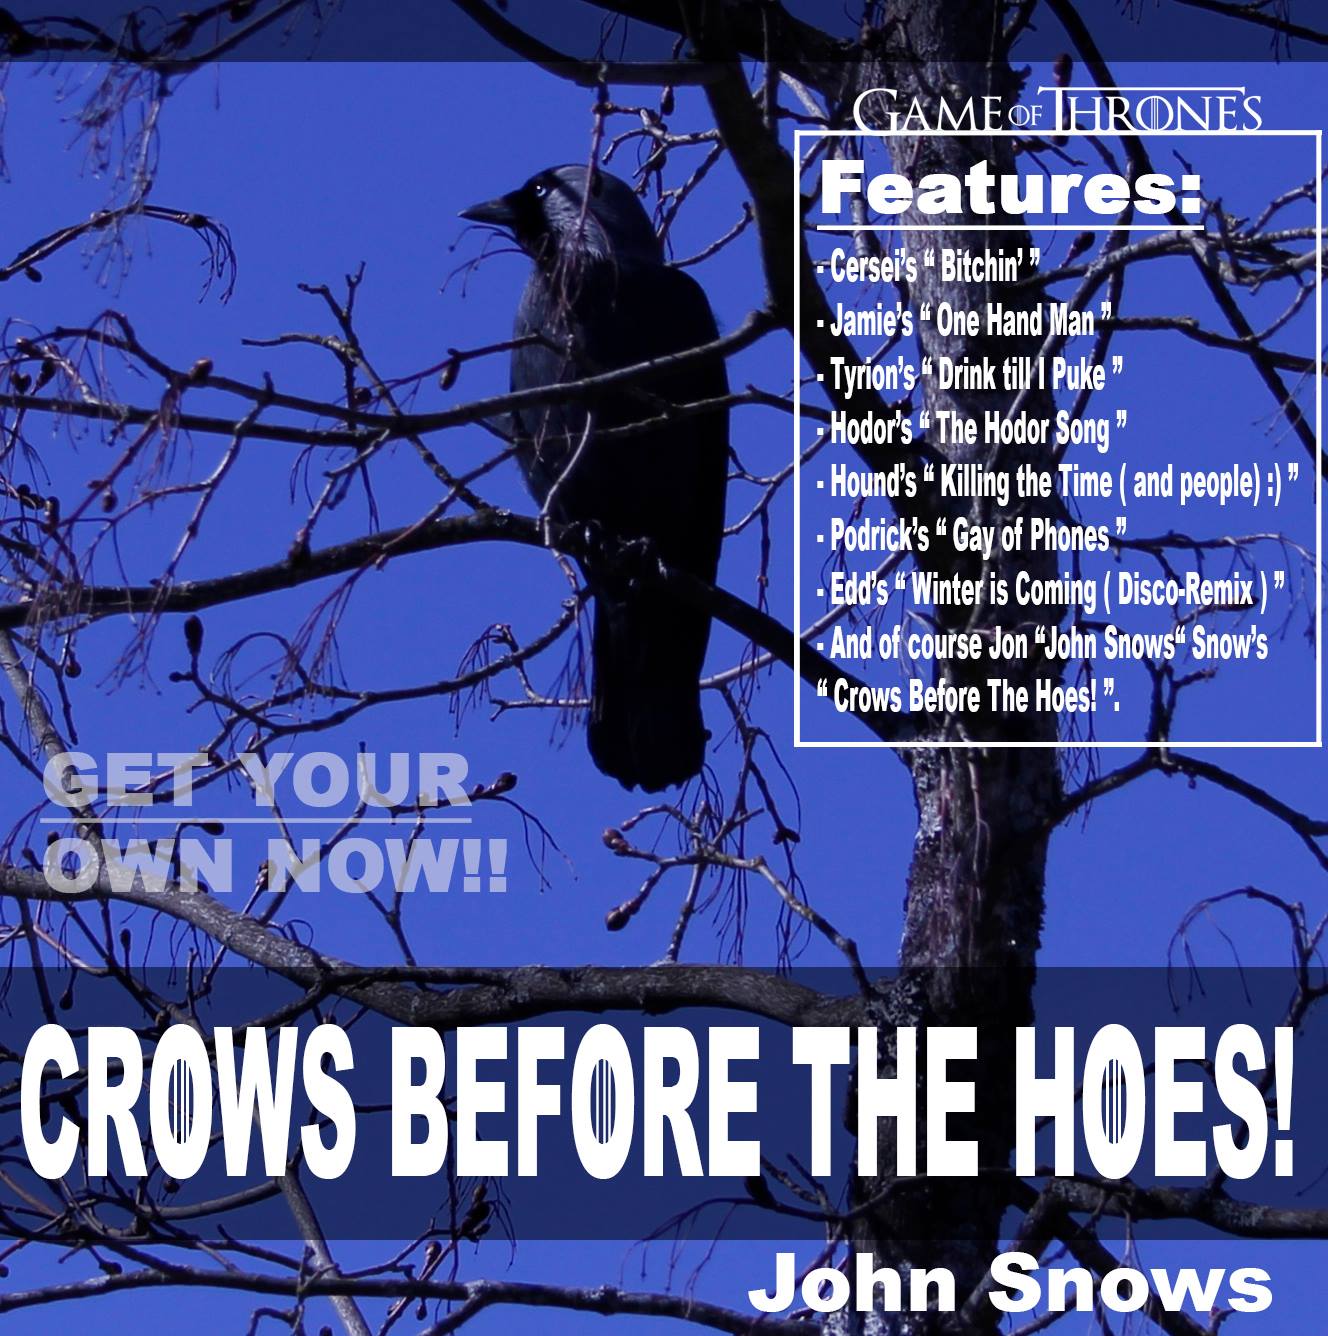 GAME OF THRONES
Features:
- Cersei's “ Bitchin' ”
- Jamie's “ One Hand Man ”
- Tyrion's “ Drink till I Puke ”
- Hodor's “ The Hodor Song ”
- Hound's “ Killing the Time ( and people) :) ”
- Podrick's “ Gay of Phones ”
- Edd's “ Winter is Coming ( Disco-Remix ) ”
- And of course Jon “John Snows“ Snow's
“ Crows Before The Hoes! ”.
GET YOUR
OWN NOW!!
CROWS BEFORE THE HOES!
John Snows